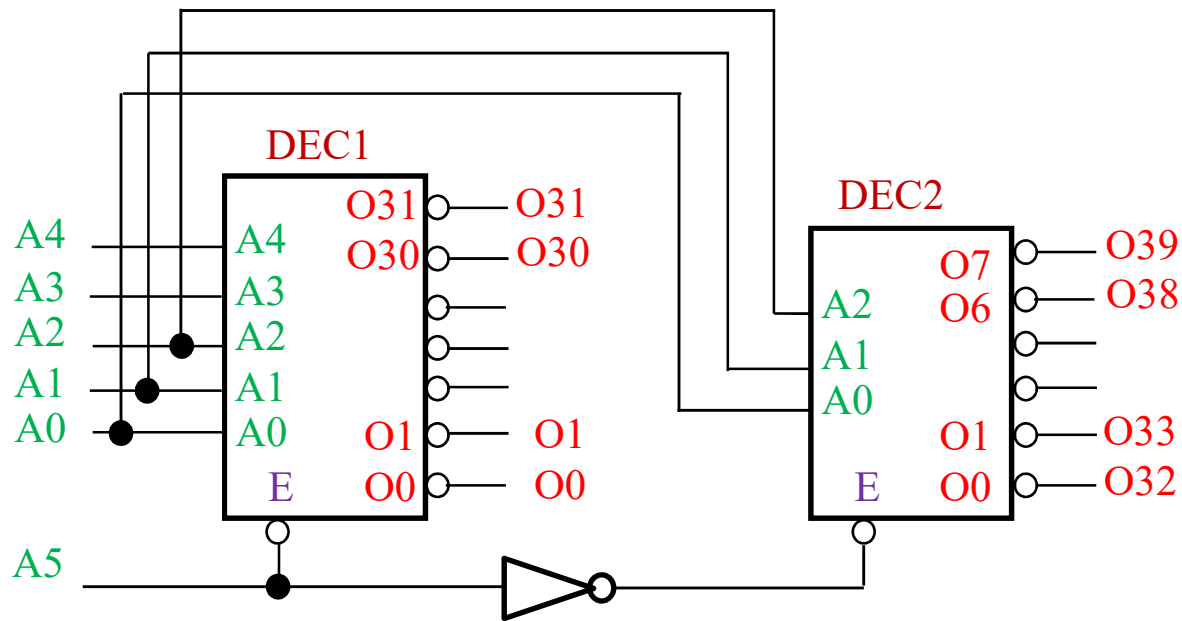 DEC1
DEC2
A4 A4 O31 O31
A3 A3 O30 O30
A2 A2
A1 A1 O1 O1
A0 A0 O0 O0
E
A5
O7 O39
A2 O6 O38
A1
A0
O1 O33
E O0 O32